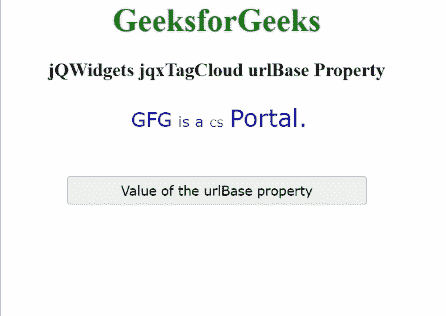 GeeksforGeeks
jQWidgets jqxTagCloud urlBase Property
GFG is a cs Portal.
Value of the urlBase property